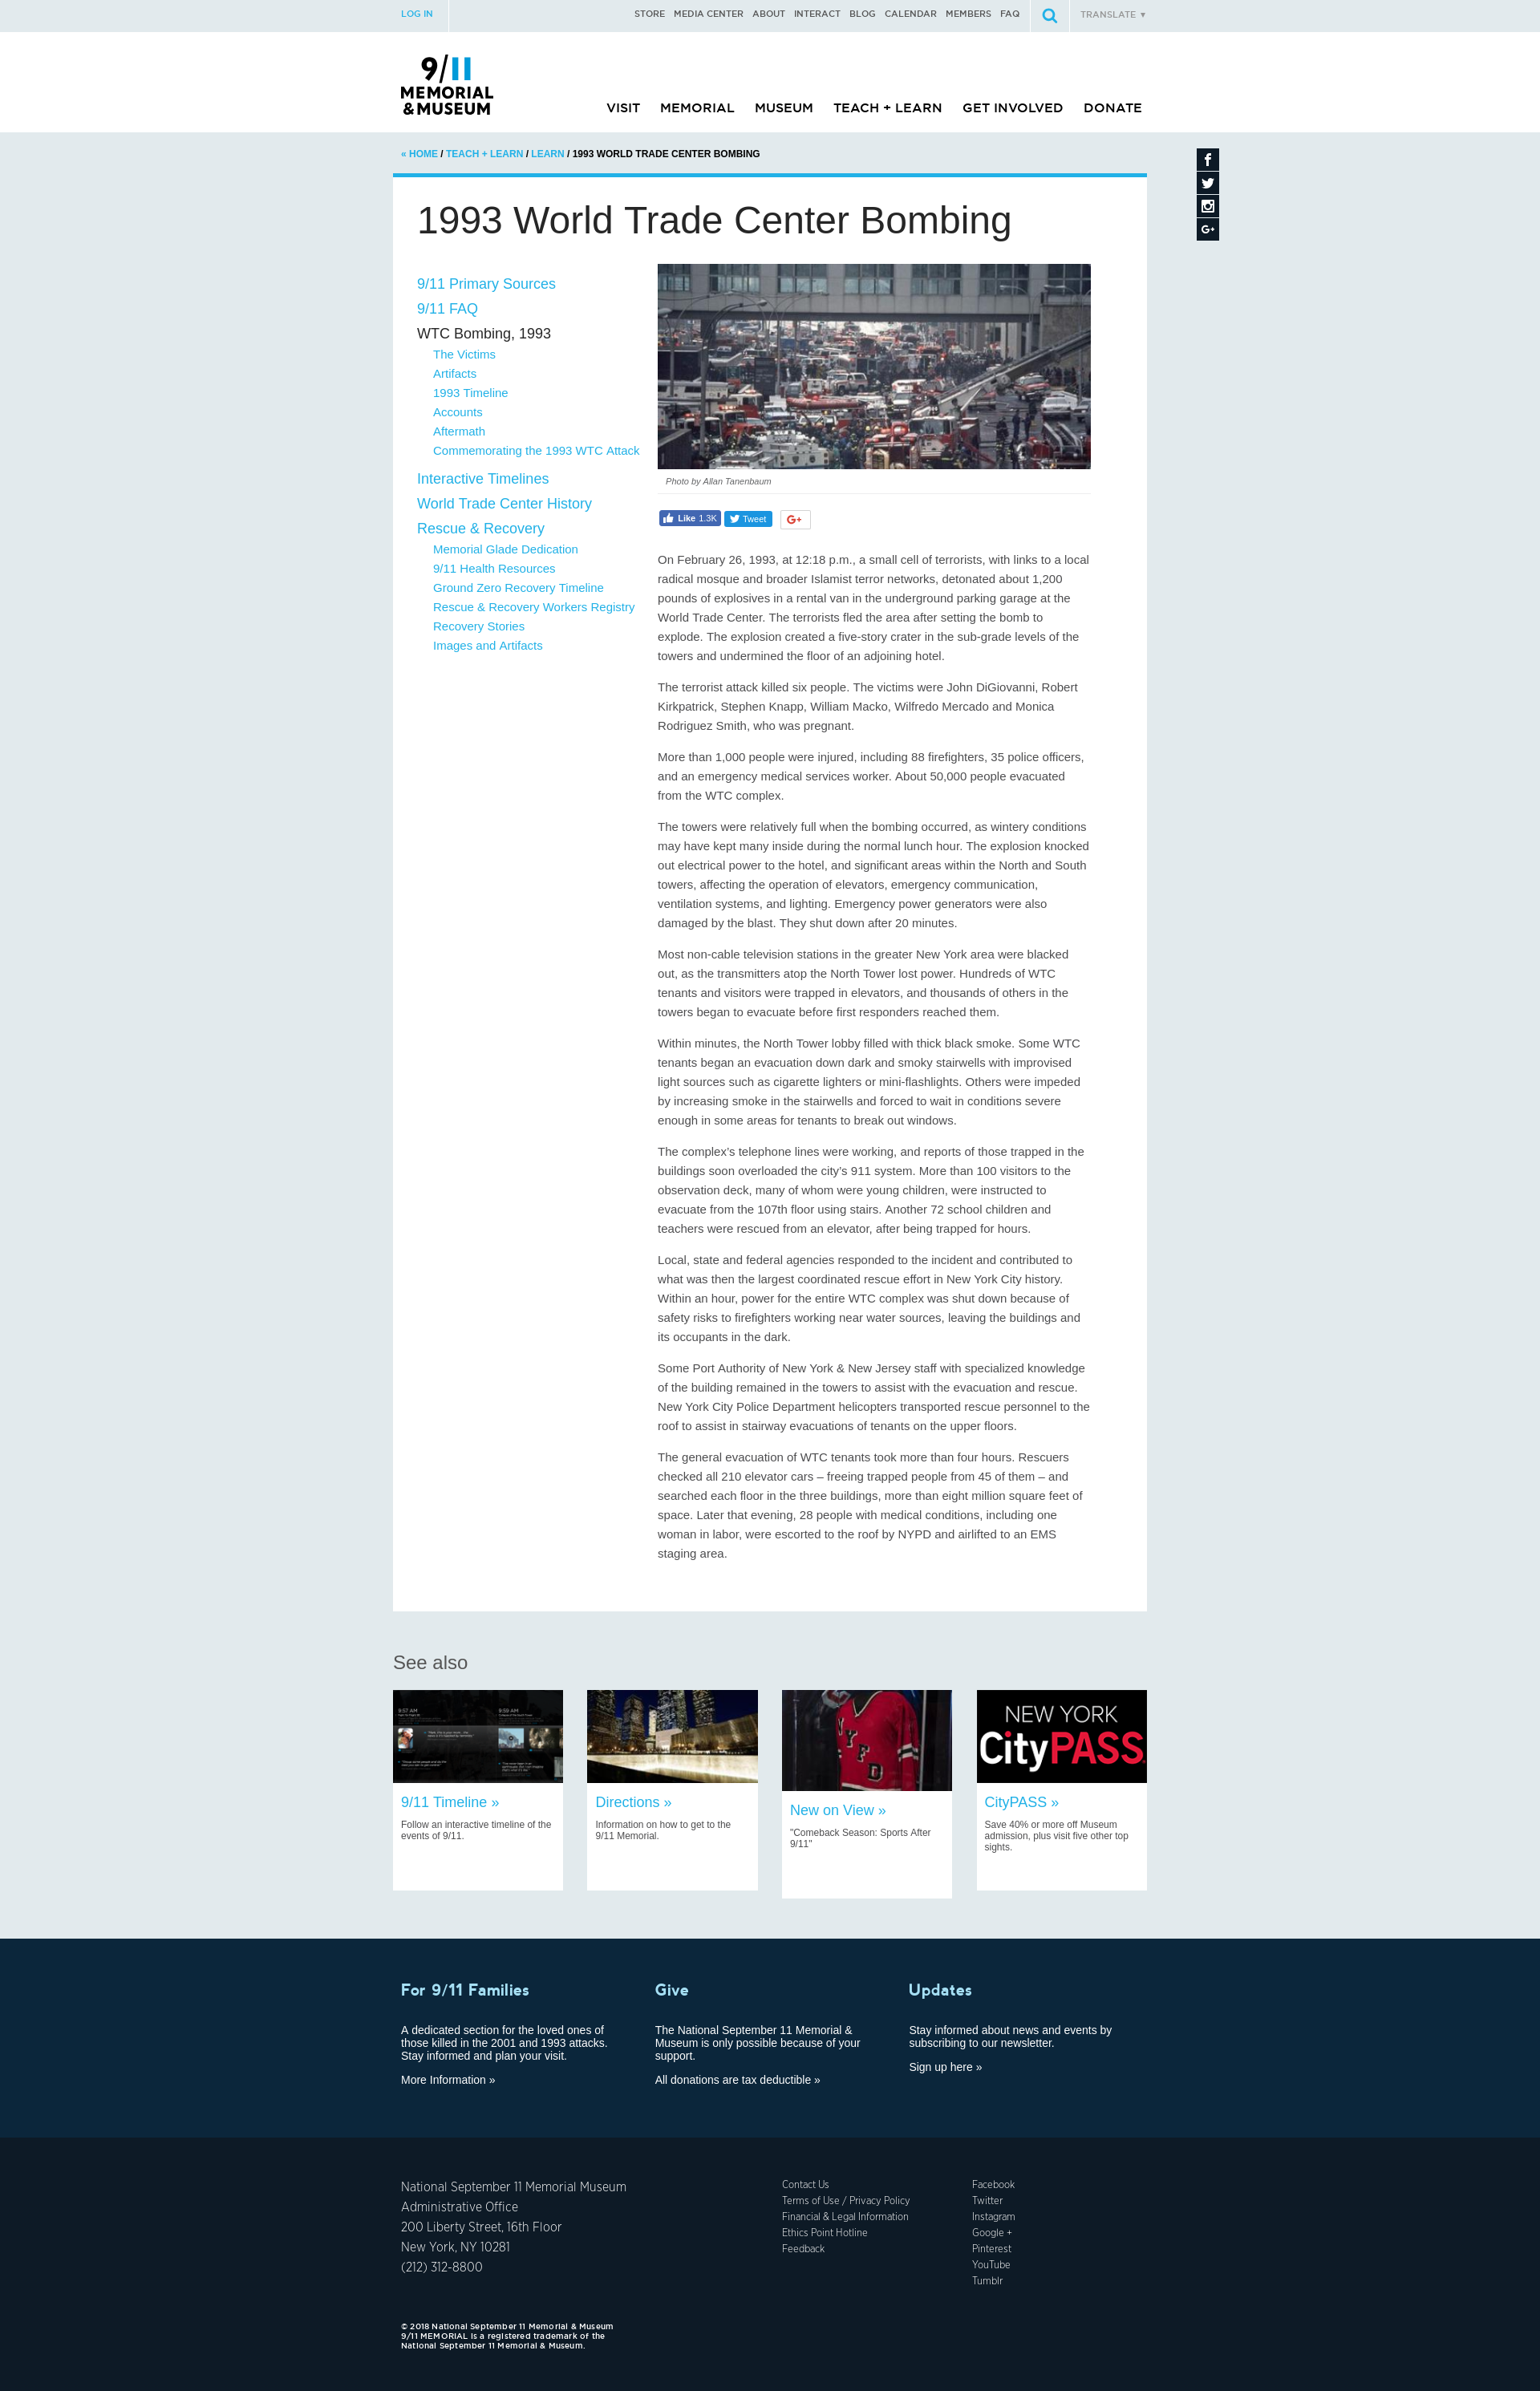 LOG IN
STORE MEDIA CENTER ABOUT INTERACT BLOG CALENDAR MEMBERS FAQ
TRANSLATE ▼
9/11
MEMORIAL
&MUSEUM
VISIT MEMORIAL MUSEUM TEACH + LEARN GET INVOLVED DONATE
« HOME / TEACH + LEARN / LEARN / 1993 WORLD TRADE CENTER BOMBING
1993 World Trade Center Bombing
9/11 Primary Sources
9/11 FAQ
WTC Bombing, 1993
The Victims
Artifacts
1993 Timeline
Accounts
Aftermath
Commemorating the 1993 WTC Attack
Interactive Timelines
World Trade Center History
Rescue & Recovery
Memorial Glade Dedication
9/11 Health Resources
Ground Zero Recovery Timeline
Rescue & Recovery Workers Registry
Recovery Stories
Images and Artifacts
Photo by Allan Tanenbaum
Like 1.3K
Tweet
G+
On February 26, 1993, at 12:18 p.m., a small cell of terrorists, with links to a local
radical mosque and broader Islamist terror networks, detonated about 1,200
pounds of explosives in a rental van in the underground parking garage at the
World Trade Center. The terrorists fled the area after setting the bomb to
explode. The explosion created a five-story crater in the sub-grade levels of the
towers and undermined the floor of an adjoining hotel.
The terrorist attack killed six people. The victims were John DiGiovanni, Robert
Kirkpatrick, Stephen Knapp, William Macko, Wilfredo Mercado and Monica
Rodriguez Smith, who was pregnant.
More than 1,000 people were injured, including 88 firefighters, 35 police officers,
and an emergency medical services worker. About 50,000 people evacuated
from the WTC complex.
The towers were relatively full when the bombing occurred, as wintery conditions
may have kept many inside during the normal lunch hour. The explosion knocked
out electrical power to the hotel, and significant areas within the North and South
towers, affecting the operation of elevators, emergency communication,
ventilation systems, and lighting. Emergency power generators were also
damaged by the blast. They shut down after 20 minutes.
Most non-cable television stations in the greater New York area were blacked
out, as the transmitters atop the North Tower lost power. Hundreds of WTC
tenants and visitors were trapped in elevators, and thousands of others in the
towers began to evacuate before first responders reached them.
Within minutes, the North Tower lobby filled with thick black smoke. Some WTC
tenants began an evacuation down dark and smoky stairwells with improvised
light sources such as cigarette lighters or mini-flashlights. Others were impeded
by increasing smoke in the stairwells and forced to wait in conditions severe
enough in some areas for tenants to break out windows.
The complex's telephone lines were working, and reports of those trapped in the
buildings soon overloaded the city's 911 system. More than 100 visitors to the
observation deck, many of whom were young children, were instructed to
evacuate from the 107th floor using stairs. Another 72 school children and
teachers were rescued from an elevator, after being trapped for hours.
Local, state and federal agencies responded to the incident and contributed to
what was then the largest coordinated rescue effort in New York City history.
Within an hour, power for the entire WTC complex was shut down because of
safety risks to firefighters working near water sources, leaving the buildings and
its occupants in the dark.
Some Port Authority of New York & New Jersey staff with specialized knowledge
of the building remained in the towers to assist with the evacuation and rescue.
New York City Police Department helicopters transported rescue personnel to the
roof to assist in stairway evacuations of tenants on the upper floors.
The general evacuation of WTC tenants took more than four hours. Rescuers
checked all 210 elevator cars – freeing trapped people from 45 of them – and
searched each floor in the three buildings, more than eight million square feet of
space. Later that evening, 28 people with medical conditions, including one
woman in labor, were escorted to the roof by NYPD and airlifted to an EMS
staging area.
See also
9:57 AM
9:59 AM
9/11 Timeline »
Follow an interactive timeline of the
events of 9/11.
Directions »
Information on how to get to the
9/11 Memorial.
NYFD
New on View »
"Comeback Season: Sports After
9/11"
NEW YORK
CityPASS
CityPASS »
Save 40% or more off Museum
admission, plus visit five other top
sights.
For 9/11 Families
A dedicated section for the loved ones of
those killed in the 2001 and 1993 attacks.
Stay informed and plan your visit.
More Information »
Give
The National September 11 Memorial &
Museum is only possible because of your
support.
All donations are tax deductible »
Updates
Stay informed about news and events by
subscribing to our newsletter.
Sign up here »
National September 11 Memorial Museum
Administrative Office
200 Liberty Street, 16th Floor
New York, NY 10281
(212) 312-8800
Contact Us
Terms of Use / Privacy Policy
Financial & Legal Information
Ethics Point Hotline
Feedback
Facebook
Twitter
Instagram
Google +
Pinterest
YouTube
Tumblr
© 2018 National September 11 Memorial & Museum
9/11 MEMORIAL is a registered trademark of the
National September 11 Memorial & Museum.